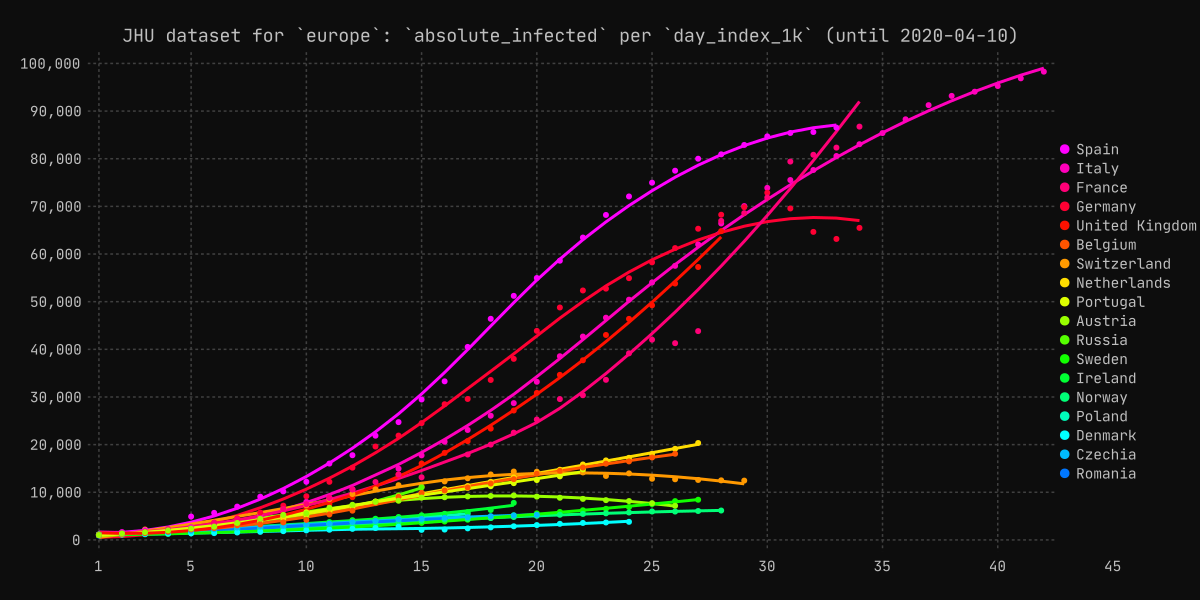 JHU dataset for `europe`: `absolute_infected` per `day_index_1k` (until 2020-04-10)
100,000
90,000
80,000
70,000
60,000
50,000
40,000
30,000
20,000
10,000
0
1 5 10 15 20 25 30 35 40 45
Spain
Italy
France
Germany
United Kingdom
Belgium
Switzerland
Netherlands
Portugal
Austria
Russia
Sweden
Ireland
Norway
Poland
Denmark
Czechia
Romania